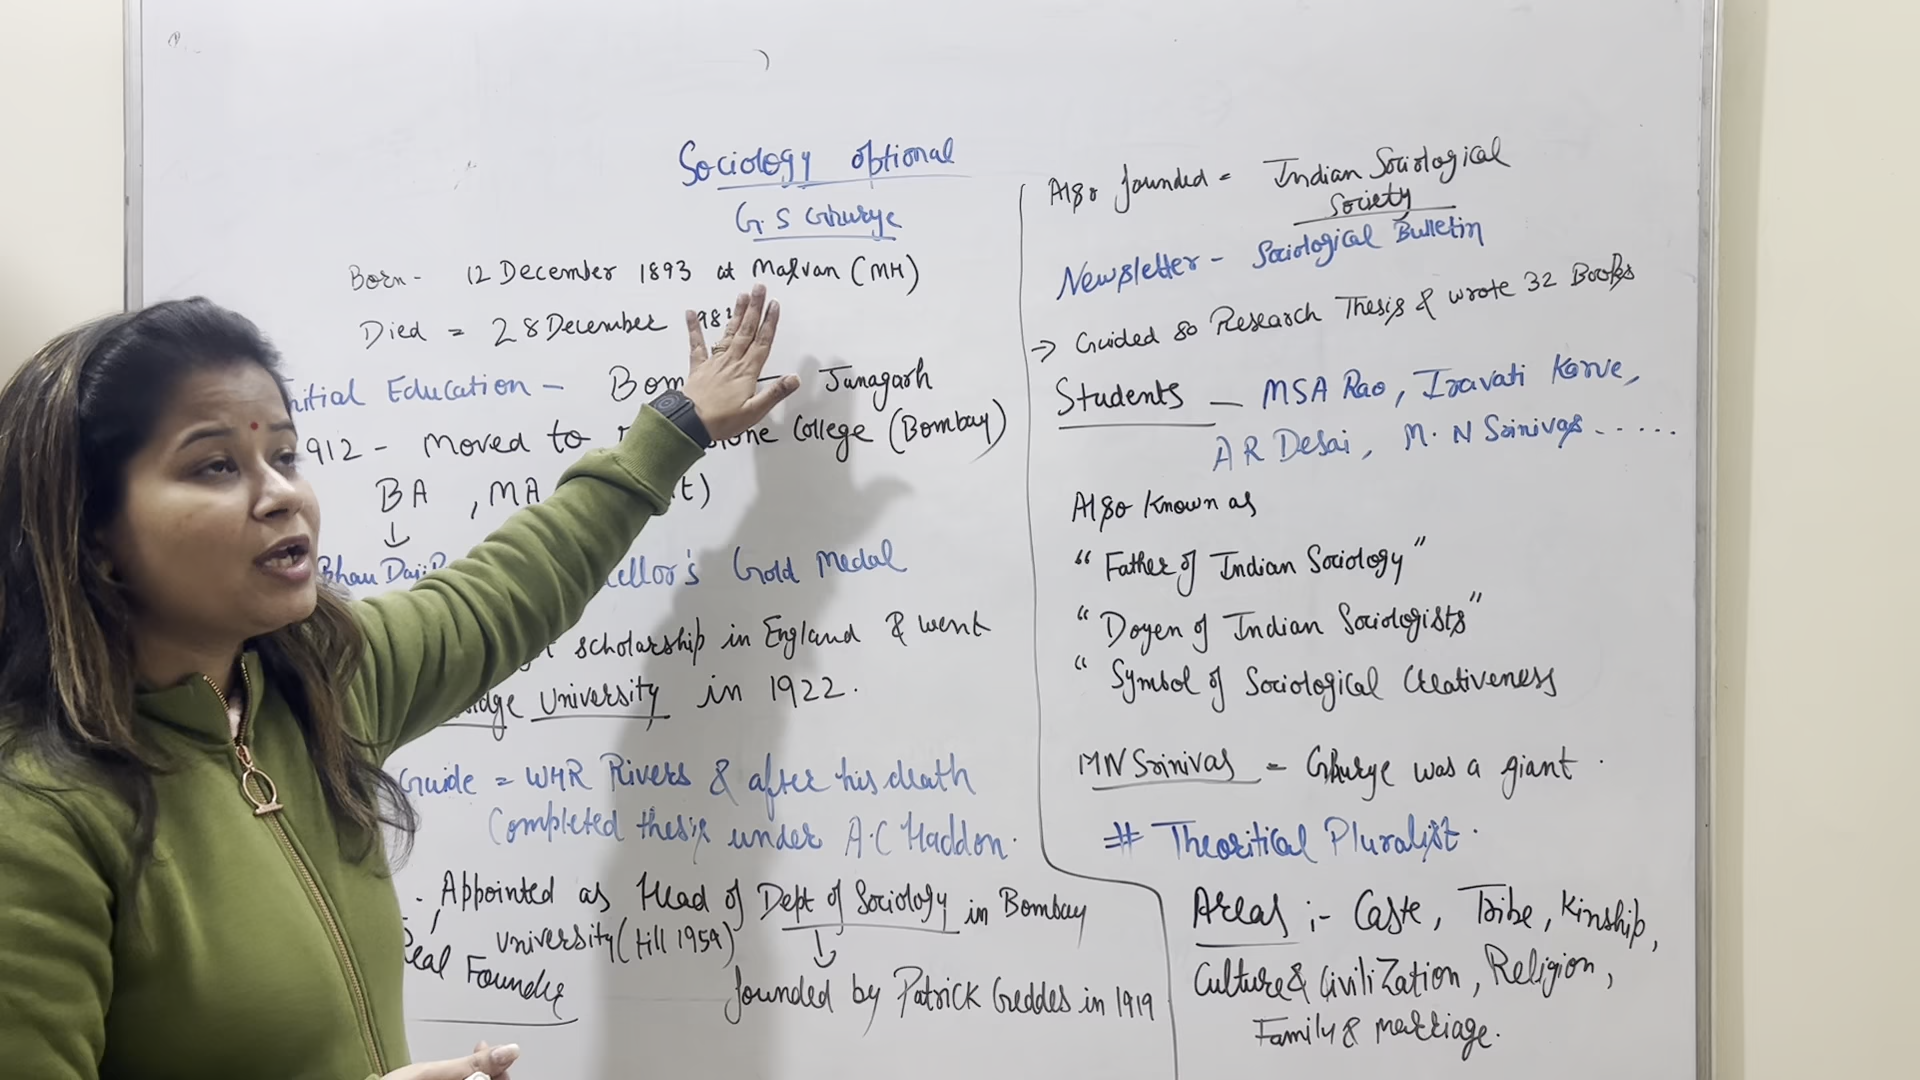 Sociology optional
G. S Ghurye
Born - 12 December 1893 at Malvan (MH)
Died = 28 December 198
Initial Education - Bom - Junagarh
912 - Moved to College (Bombay)
BA , MA
↓
Bhau Daji Gold Medal
scholarship in England & went
University in 1922.
Guide = WHR Rivers & after his death
Completed thesis under A.C Haddon.
. Appointed as Head of Dept of Sociology in Bombay
University (till 1959)
Real Founder
↓
founded by Patrick Geddes in 1919
Also founded = Indian Sociological
Society
Newsletter - Sociological Bulletin
→ Guided 80 Research Thesis & wrote 32 Books
Students - MSA Rao, Iravati Karve,
A R Desai, M. N Srinivas .....
Also Known as
"Father of Indian Sociology"
"Doyen of Indian Sociologists"
"Symbol of Sociological Creativeness
MN Srinivas = Ghurye was a giant .
# Theoritical Pluralist.
Areas :- Caste, Tribe, Kinship,
Culture & Civilization, Religion,
Family & marriage.